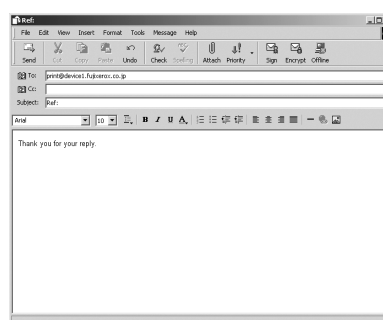 Ref:
File Edit View Insert Format Tools Message Help
Send Cut Copy Paste Undo Check Spelling Attach Priority Sign Encrypt Offline
To: print@device1.fujixerox.co.jp
Cc:
Subject: Ref:
Arial 10 B I U A
Thank you for your reply.